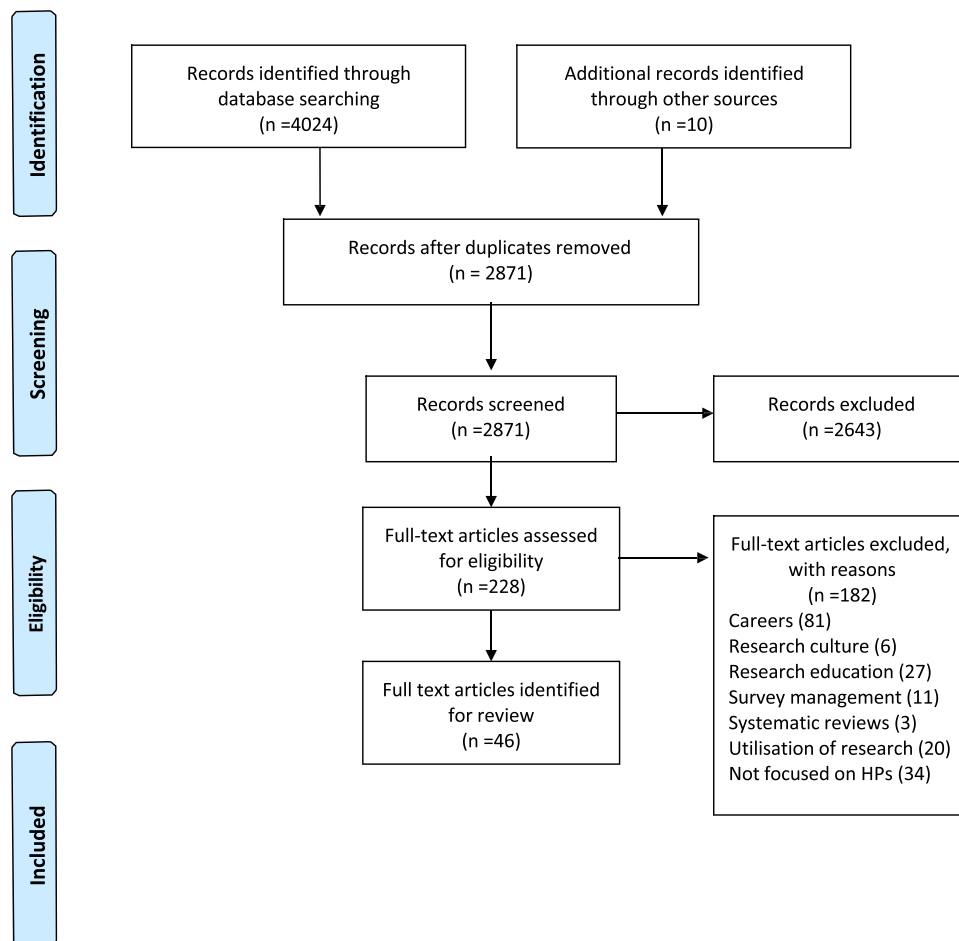 Identification
Records identified through
database searching
(n =4024)
Additional records identified
through other sources
(n =10)
Records after duplicates removed
(n = 2871)
Screening
Records screened
(n =2871)
Records excluded
(n =2643)
Eligibility
Full-text articles assessed
for eligibility
(n =228)
Full-text articles excluded,
with reasons
(n =182)
Careers (81)
Research culture (6)
Research education (27)
Survey management (11)
Systematic reviews (3)
Utilisation of research (20)
Not focused on HPs (34)
Full text articles identified
for review
(n =46)
Included